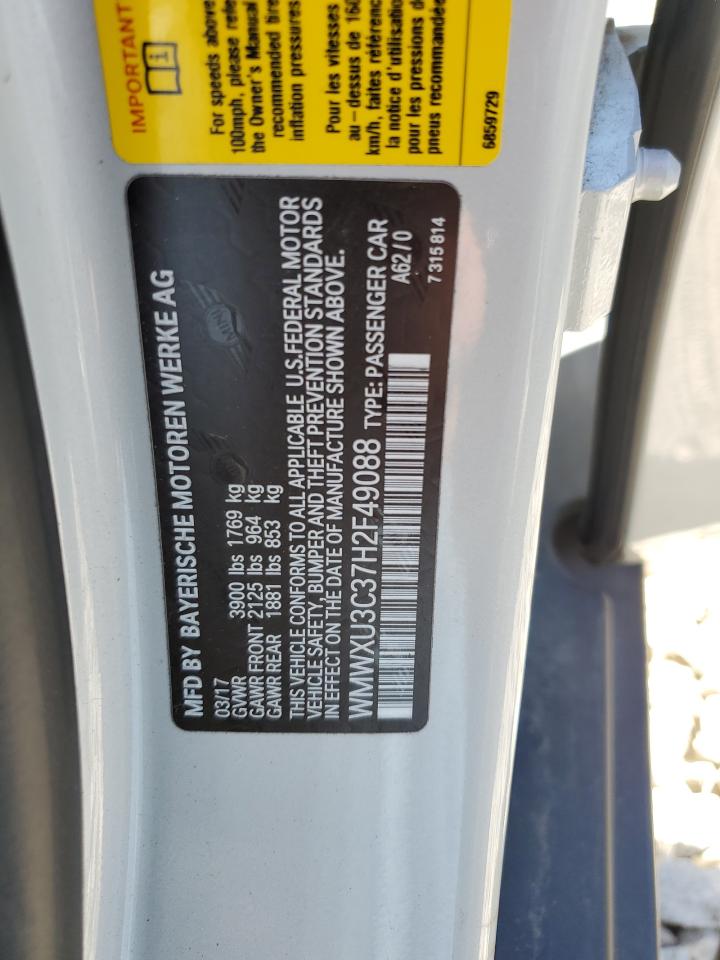 MFD BY BAYERISCHE MOTOREN WERKE AG
03/17
GVWR 3900 lbs 1769 kg
GAWR FRONT 2125 lbs 964 kg
GAWR REAR 1881 lbs 853 kg
THIS VEHICLE CONFORMS TO ALL APPLICABLE U.S.FEDERAL MOTOR
VEHICLE SAFETY, BUMPER AND THEFT PREVENTION STANDARDS
IN EFFECT ON THE DATE OF MANUFACTURE SHOWN ABOVE.
WMWXU3C37H2F49088 TYPE: PASSENGER CAR
A62/0
7 315 814
MINI
IMPORTANT
For speeds above
100mph, please refe
the Owner's Manual
recommended tire
inflation pressures
Pour les vitesses
au-dessus de 160
km/h, faites référenc
la notice d'utilisation
pour les pressions de
pneus recommandée
6859729